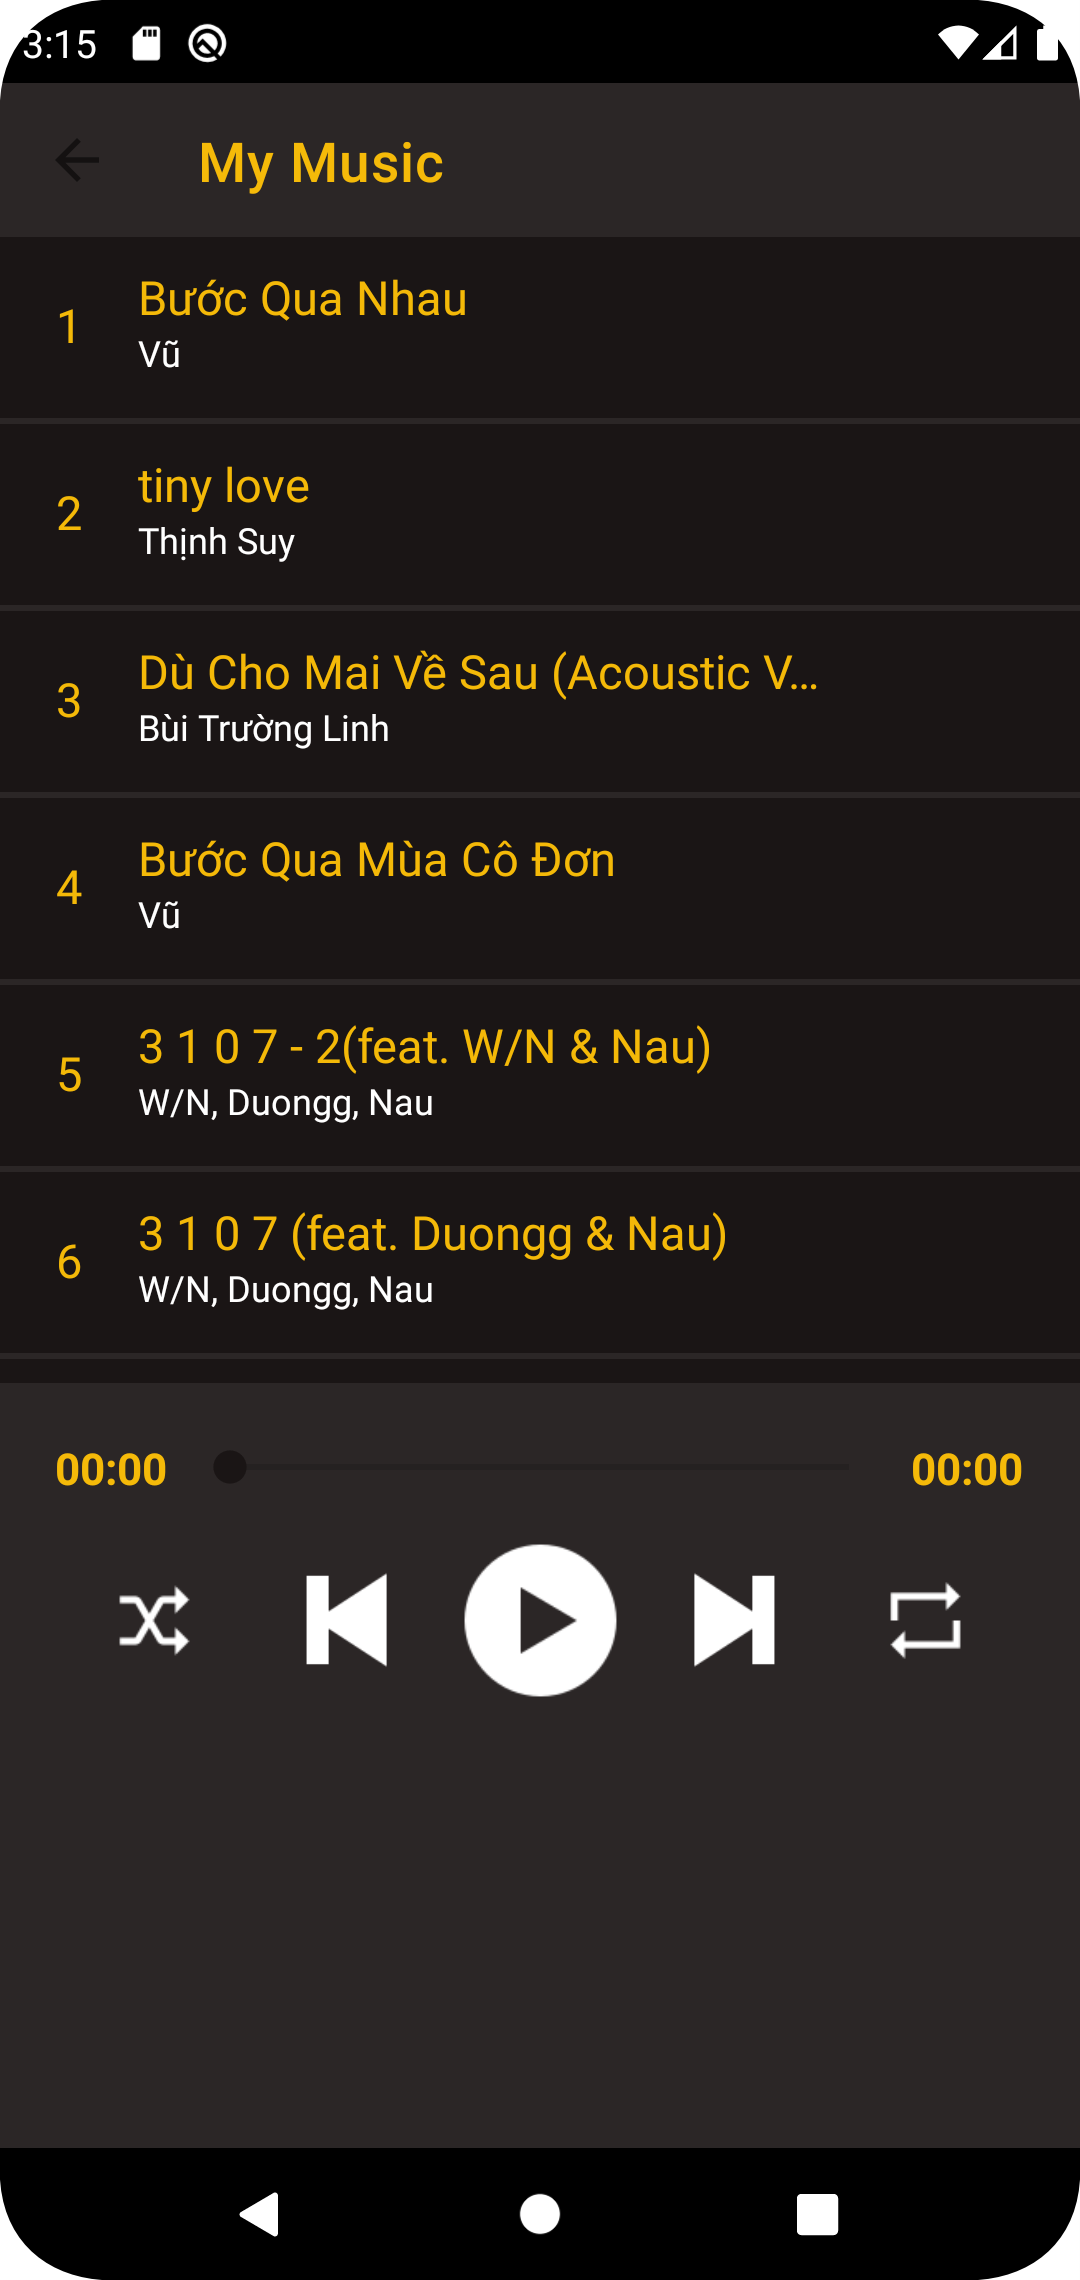 3:15
My Music
1
Bước Qua Nhau
Vũ
2
tiny love
Thịnh Suy
3
Dù Cho Mai Về Sau (Acoustic V...
Bùi Trường Linh
4
Bước Qua Mùa Cô Đơn
Vũ
5
3 1 0 7 - 2(feat. W/N & Nau)
W/N, Duongg, Nau
6
3 1 0 7 (feat. Duongg & Nau)
W/N, Duongg, Nau
00:00 00:00